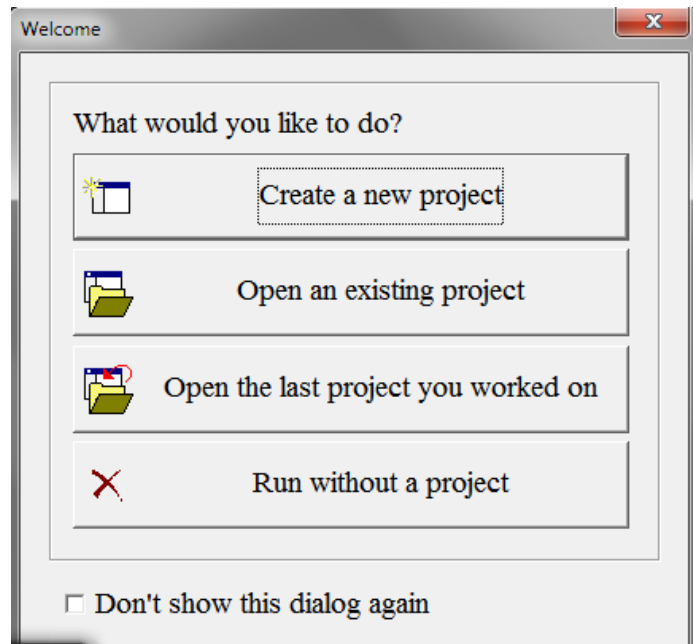 Welcome
What would you like to do?
Create a new project
Open an existing project
Open the last project you worked on
Run without a project
Don't show this dialog again